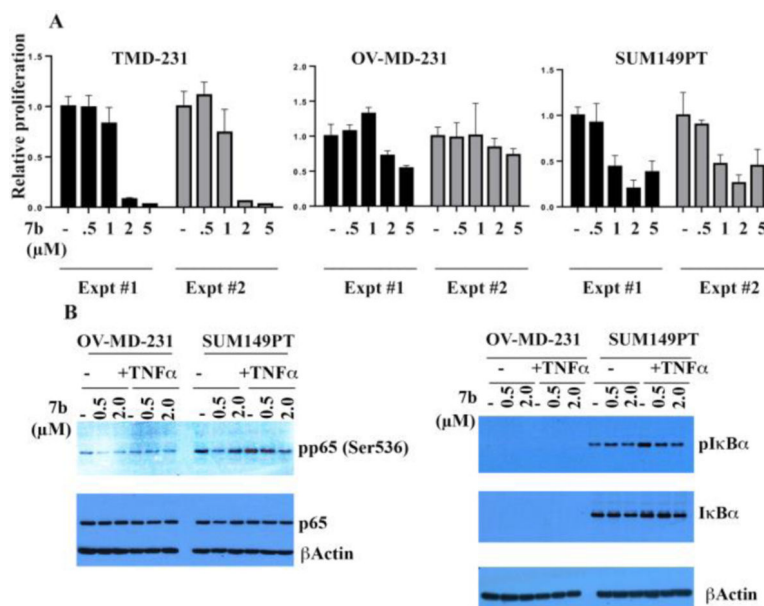 A
TMD-231
OV-MD-231
SUM149PT
Relative proliferation
1.5
1.0
0.5
0.0
2.0
1.5
1.0
0.5
0.0
1.5
1.0
0.5
0.0
7b (μM)
- .5 1 2 5 - .5 1 2 5
- .5 1 2 5 - .5 1 2 5
- .5 1 2 5 - .5 1 2 5
Expt #1 Expt #2
Expt #1 Expt #2
Expt #1 Expt #2
B
OV-MD-231 SUM149PT
- +TNFα - +TNFα
7b (μM)
- 0.5 2.0 - 0.5 2.0 - 0.5 2.0 - 0.5 2.0
pp65 (Ser536)
p65
βActin
OV-MD-231 SUM149PT
- +TNFα - +TNFα
7b (μM)
- 0.5 2.0 - 0.5 2.0 - 0.5 2.0 - 0.5 2.0
pIκBα
IκBα
βActin